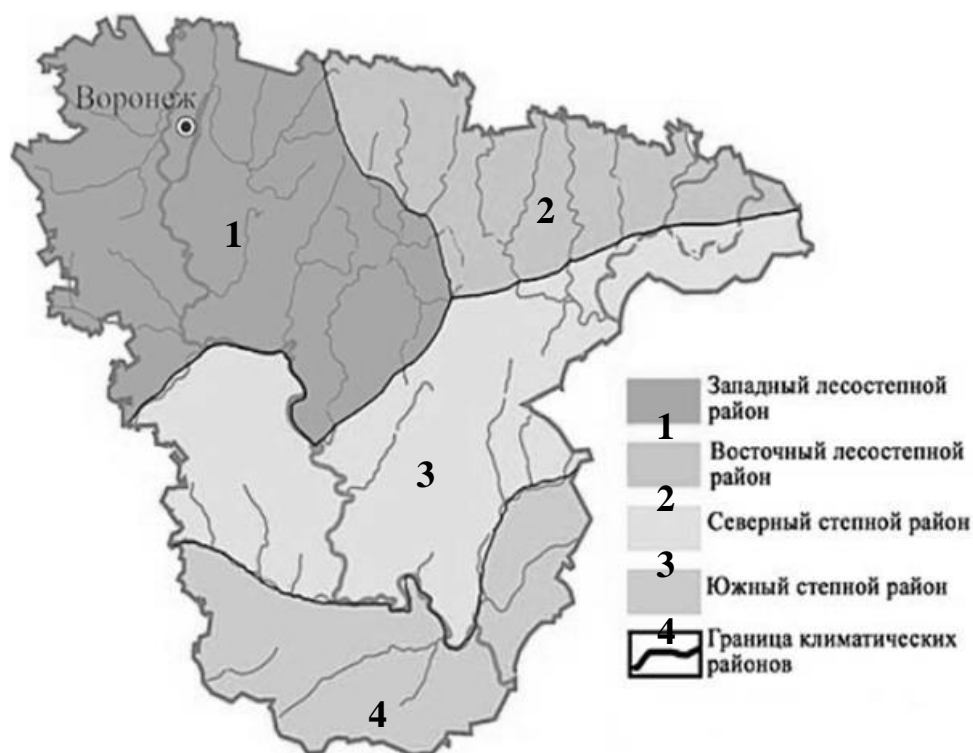 Воронеж
1
2
3
4
Западный лесостепной
район
1
Восточный лесостепной
район
2
Северный степной район
3
Южный степной район
4
Граница климатических
районов